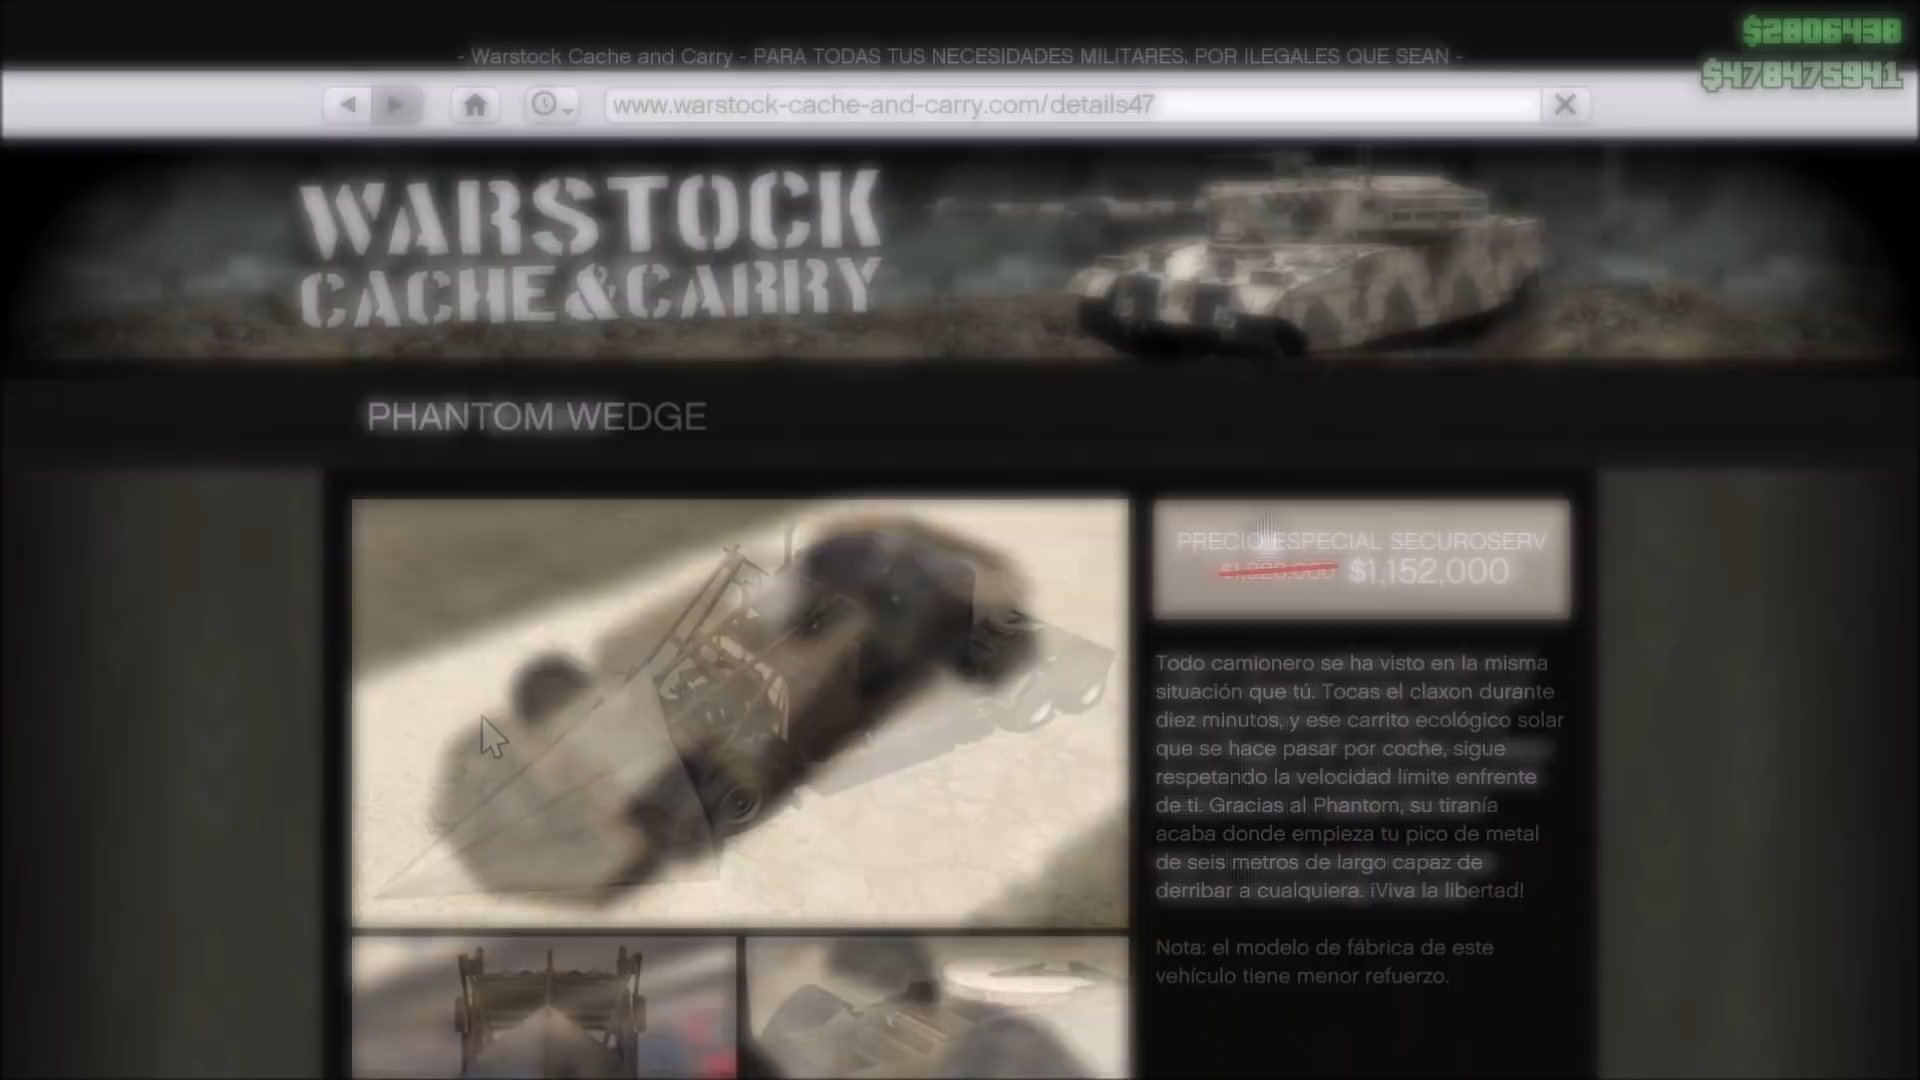 $2806438
$478475941
- Warstock Cache and Carry - PARA TODAS TUS NECESIDADES MILITARES, POR ILEGALES QUE SEAN -
www.warstock-cache-and-carry.com/details47
WARSTOCK
CACHE&CARRY
PHANTOM WEDGE
PRECIO ESPECIAL SECUROSERV
$1.152,000
Todo camionero se ha visto en la misma
situación que tú. Tocas el claxon durante
diez minutos, y ese carrito ecológico solar
que se hace pasar por coche, sigue
respetando la velocidad límite enfrente
de ti. Gracias al Phantom, su tiranía
acaba donde empieza tu pico de metal
de seis metros de largo capaz de
derribar a cualquiera. ¡Viva la libertad!
Nota: el modelo de fábrica de este
vehículo tiene menor refuerzo.